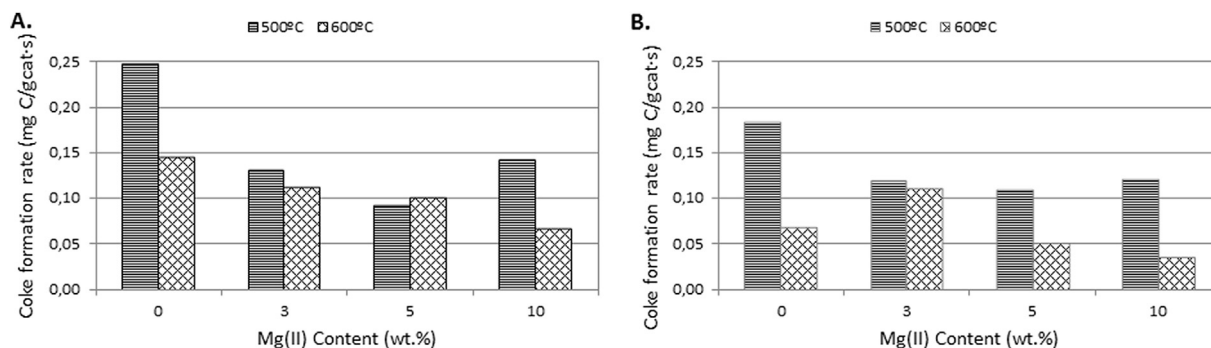 A.
500ºC 600ºC
Coke formation rate (mg C/gcat·s)
0,25
0,20
0,15
0,10
0,05
0,00
0 3 5 10
Mg(II) Content (wt.%)
B.
500ºC 600ºC
Coke formation rate (mg C/gcat·s)
0,25
0,20
0,15
0,10
0,05
0,00
0 3 5 10
Mg(II) Content (wt.%)